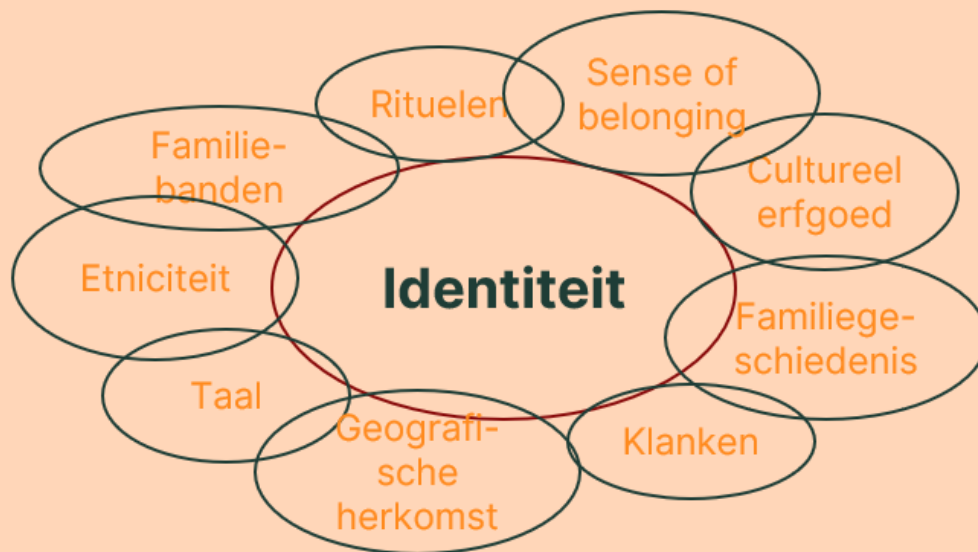 Rituelen
Sense of
belonging
Familie-
banden
Cultureel
erfgoed
Etniciteit
Identiteit
Familiege-
schiedenis
Taal
Geografi-
sche
herkomst
Klanken